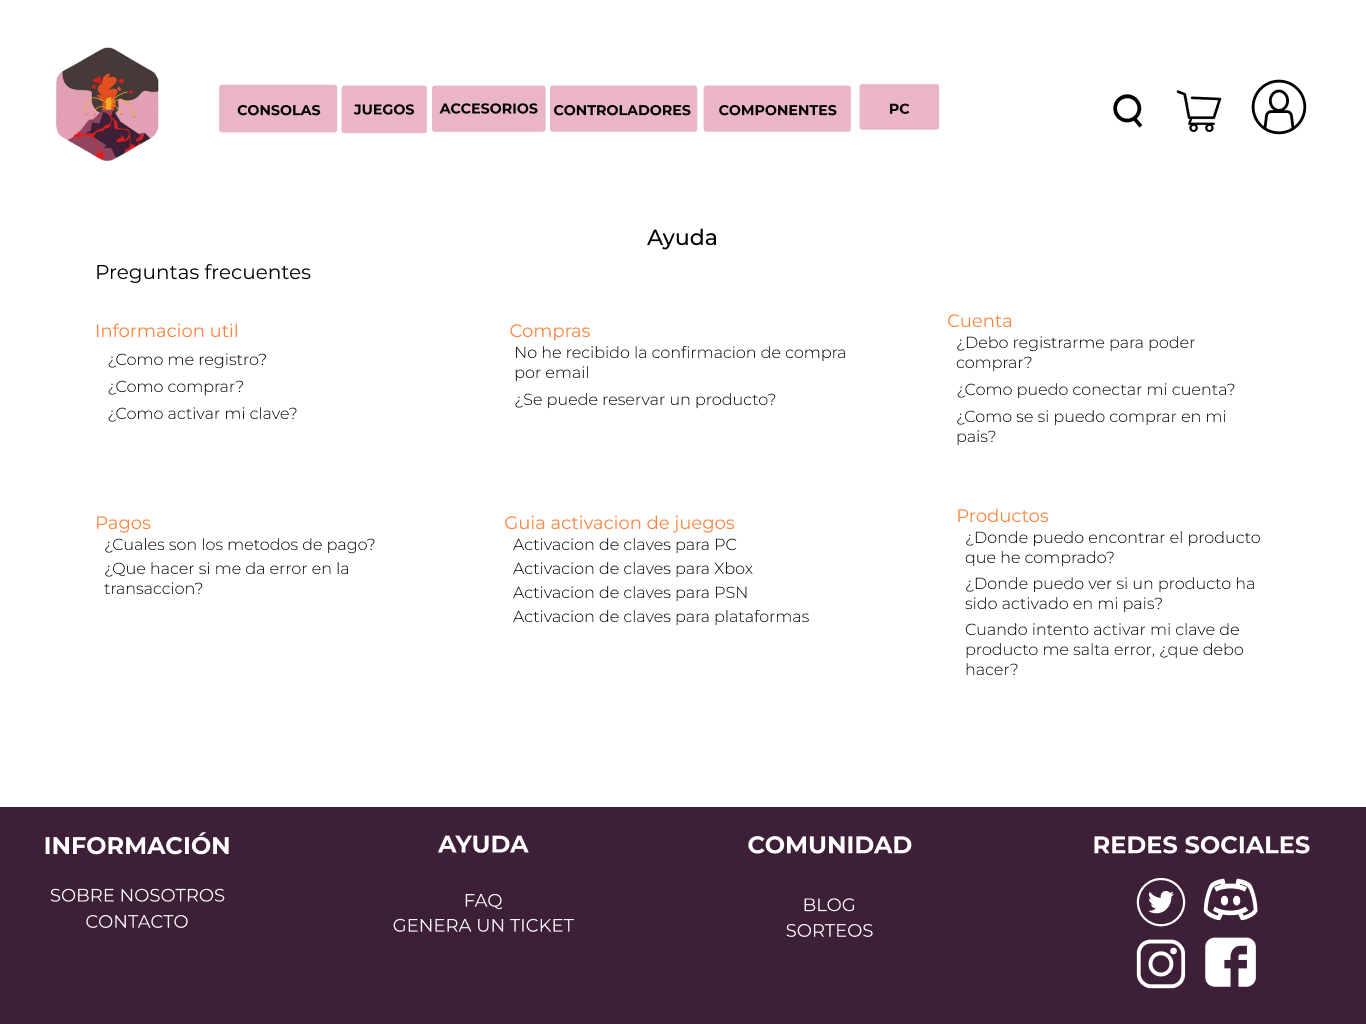 CONSOLAS
JUEGOS
ACCESORIOS
CONTROLADORES
COMPONENTES
PC
Ayuda
Preguntas frecuentes
Informacion util
¿Como me registro?
¿Como comprar?
¿Como activar mi clave?
Compras
No he recibido la confirmacion de compra
por email
¿Se puede reservar un producto?
Cuenta
¿Debo registrarme para poder
comprar?
¿Como puedo conectar mi cuenta?
¿Como se si puedo comprar en mi
pais?
Pagos
¿Cuales son los metodos de pago?
¿Que hacer si me da error en la
transaccion?
Guia activacion de juegos
Activacion de claves para PC
Activacion de claves para Xbox
Activacion de claves para PSN
Activacion de claves para plataformas
Productos
¿Donde puedo encontrar el producto
que he comprado?
¿Donde puedo ver si un producto ha
sido activado en mi pais?
Cuando intento activar mi clave de
producto me salta error, ¿que debo
hacer?
INFORMACIÓN
SOBRE NOSOTROS
CONTACTO
AYUDA
FAQ
GENERA UN TICKET
COMUNIDAD
BLOG
SORTEOS
REDES SOCIALES